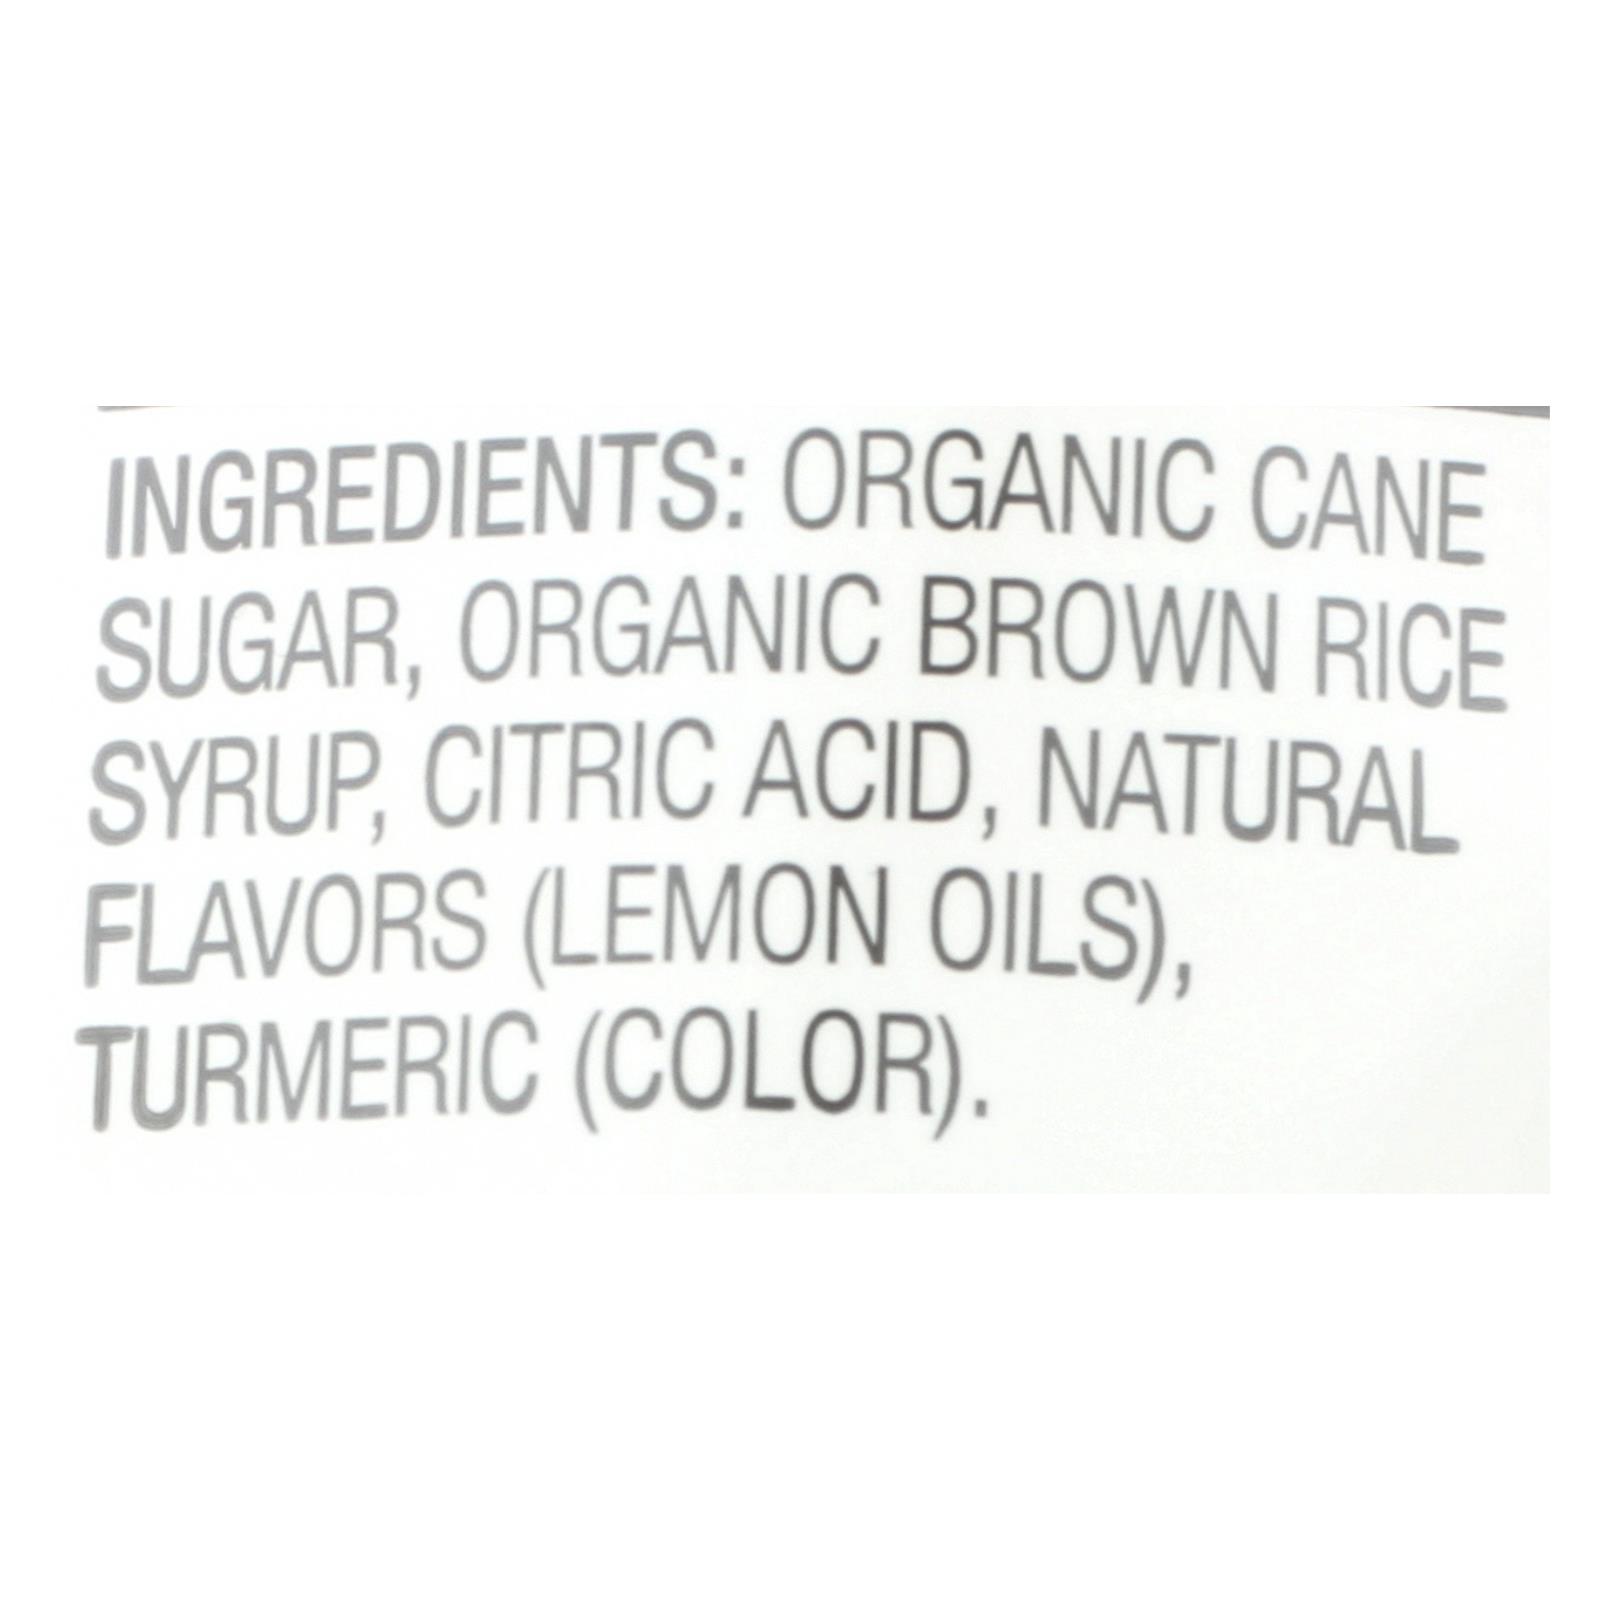 INGREDIENTS: ORGANIC CANE
SUGAR, ORGANIC BROWN RICE
SYRUP, CITRIC ACID, NATURAL
FLAVORS (LEMON OILS),
TURMERIC (COLOR).